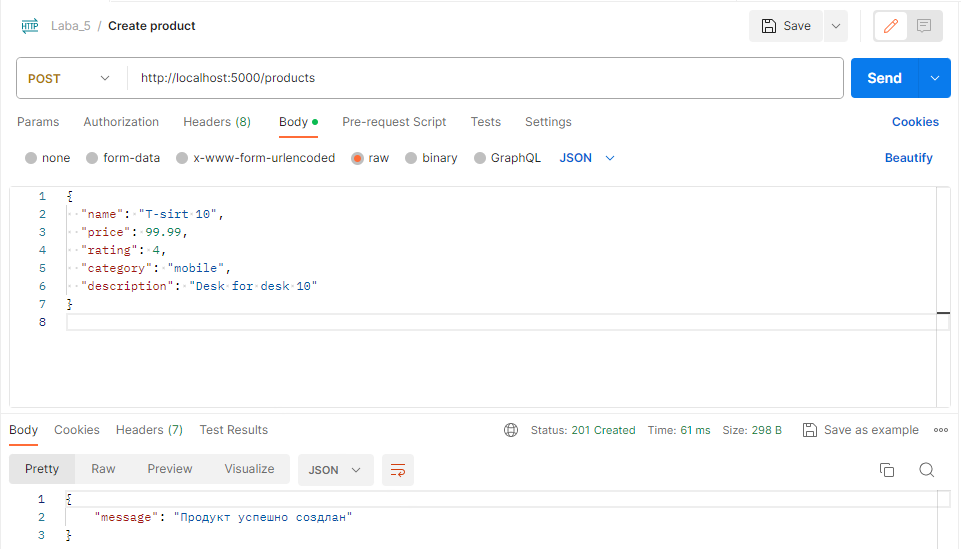 HTTP Laba_5 / Create product Save
POST http://localhost:5000/products Send
Params Authorization Headers (8) Body Pre-request Script Tests Settings Cookies
none form-data x-www-form-urlencoded raw binary GraphQL JSON Beautify
1 {
2 "name": "T-sirt 10",
3 "price": 99.99,
4 "rating": 4,
5 "category": "mobile",
6 "description": "Desk for desk 10"
7 }
8
Body Cookies Headers (7) Test Results Status: 201 Created Time: 61 ms Size: 298 B Save as example
Pretty Raw Preview Visualize JSON
1 {
2 "message": "Продукт успешно создлан"
3 }